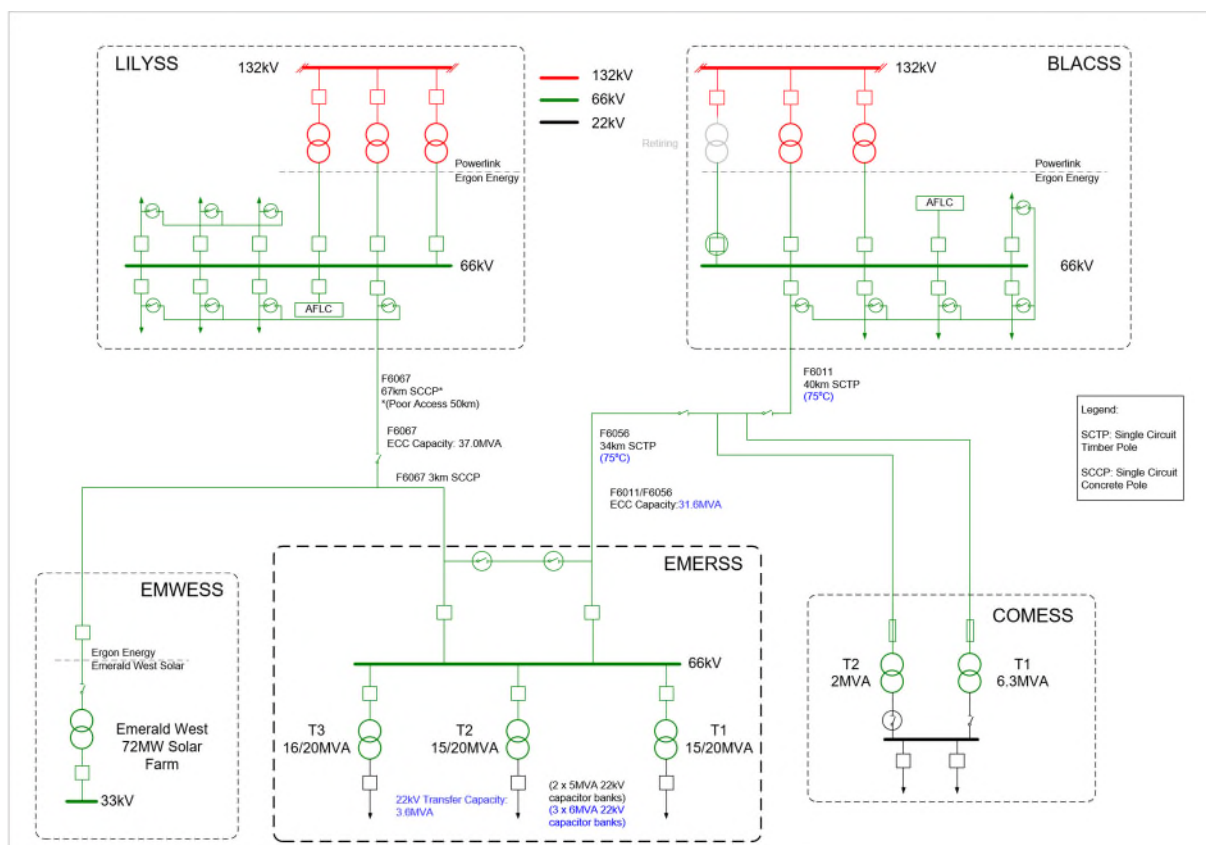 LILYSS
132kV
Powerlink
Ergon Energy
66kV
AFLC
132kV
66kV
22kV
BLACSS
132kV
Retiring
Powerlink
Ergon Energy
AFLC
66kV
F6067
67km SCCP*
*(Poor Access 50km)
F6067
ECC Capacity: 37.0MVA
F6067 3km SCCP
F6011
40km SCTP
(75°C)
F6056
34km SCTP
(75°C)
F6011/F6056
ECC Capacity:31.6MVA
Legend:
SCTP: Single Circuit
Timber Pole
SCCP: Single Circuit
Concrete Pole
EMWESS
Ergon Energy
Emerald West Solar
Emerald West
72MW Solar
Farm
33kV
EMERSS
66kV
T3
16/20MVA
T2
15/20MVA
T1
15/20MVA
22kV Transfer Capacity:
3.6MVA
(2 x 5MVA 22kV
capacitor banks)
(3 x 6MVA 22kV
capacitor banks)
COMESS
T2
2MVA
T1
6.3MVA